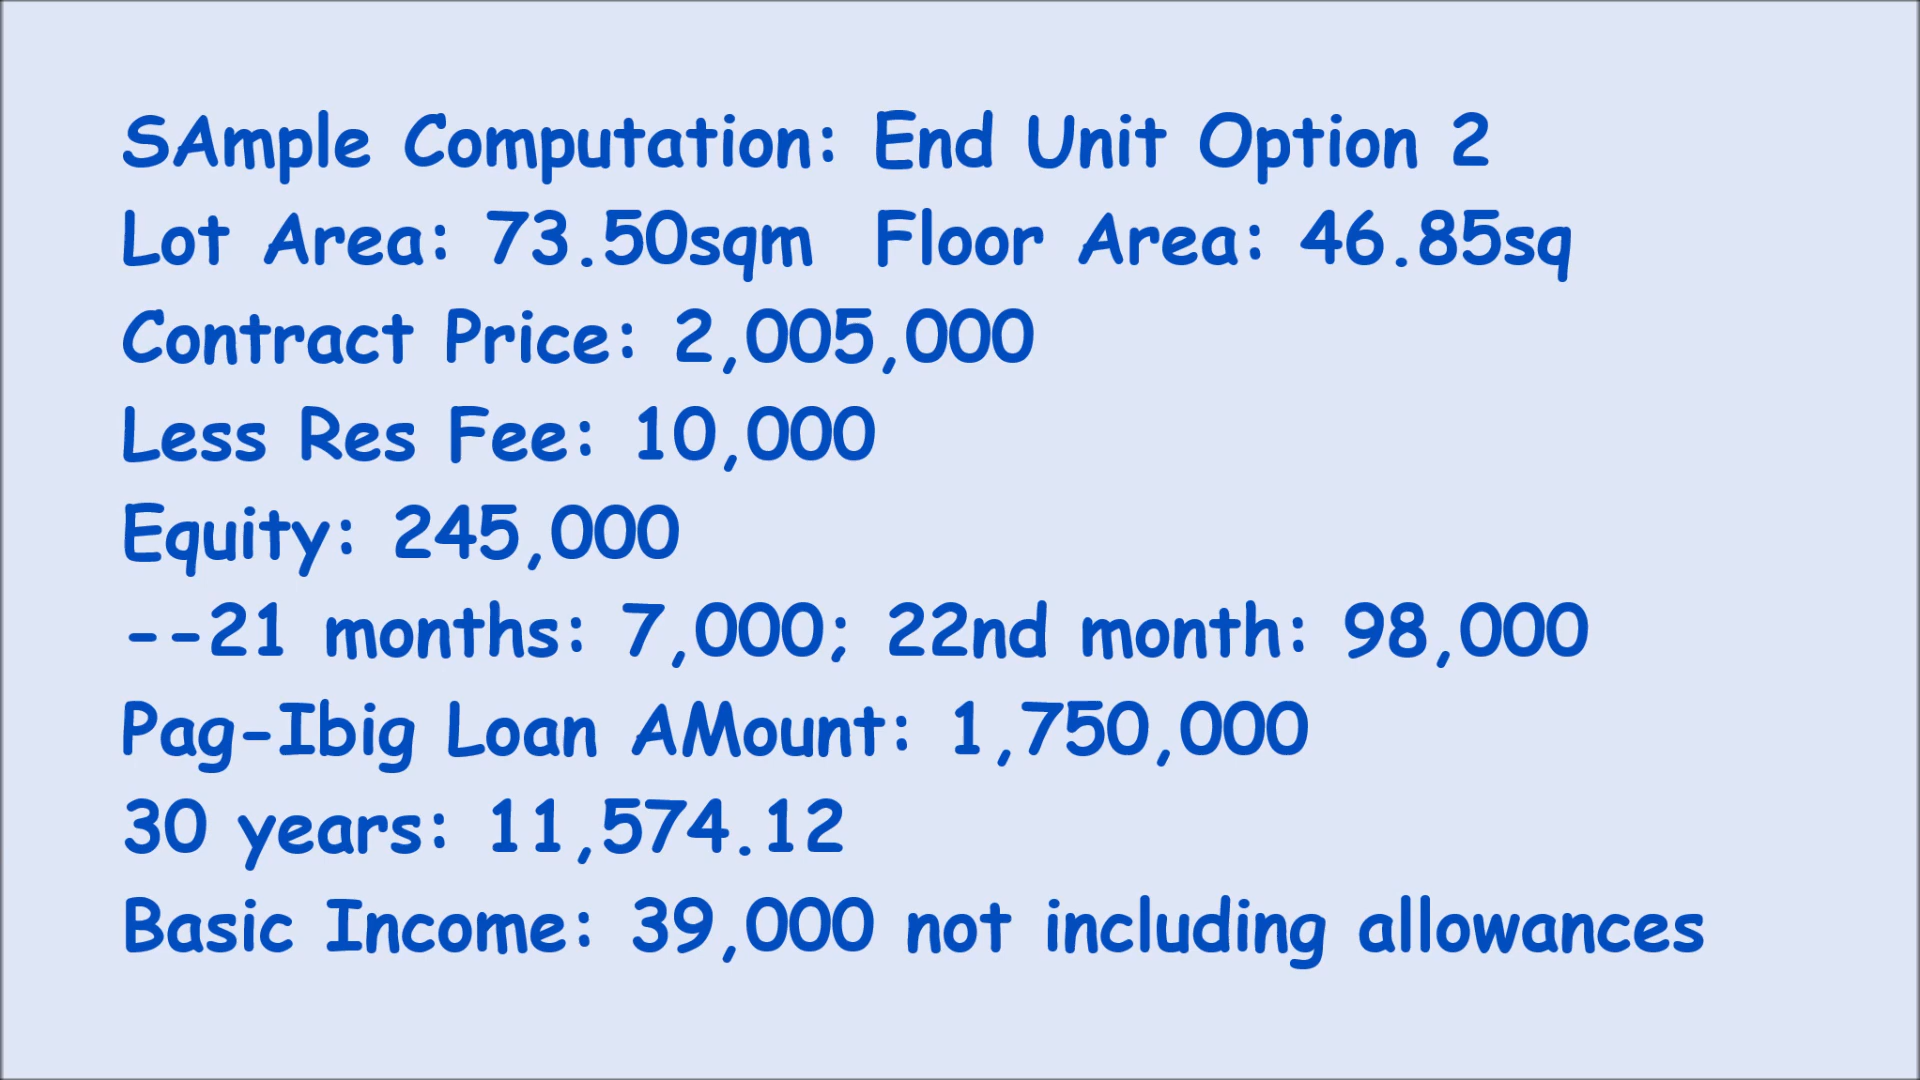 SAmple Computation: End Unit Option 2
Lot Area: 73.50sqm  Floor Area: 46.85sq
Contract Price: 2,005,000
Less Res Fee: 10,000
Equity: 245,000
--21 months: 7,000; 22nd month: 98,000
Pag-Ibig Loan AMount: 1,750,000
30 years: 11,574.12
Basic Income: 39,000 not including allowances